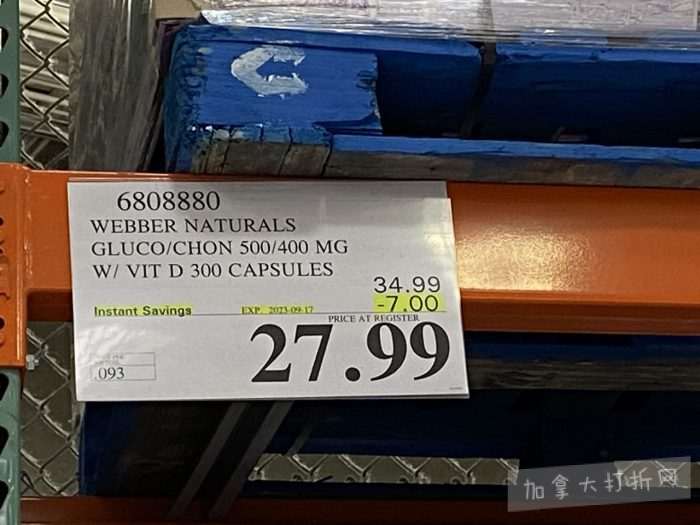 6808880
WEBBER NATURALS
GLUCO/CHON 500/400 MG
W/ VIT D 300 CAPSULES
34.99
-7.00
Instant Savings EXP. 2023-09-17
PRICE AT REGISTER
27.99
.093
加拿大打折网